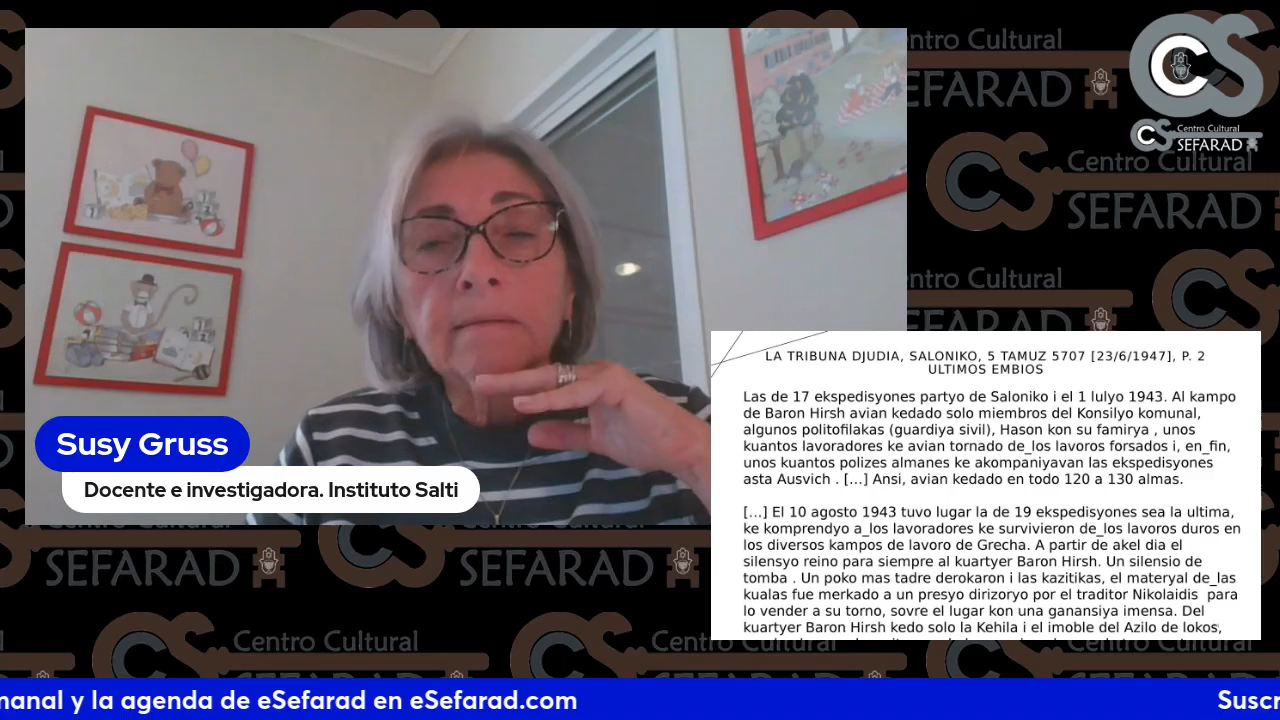 Centro Cultural
SEFARAD
Susy Gruss
Docente e investigadora. Instituto Salti
LA TRIBUNA DJUDIA, SALONIKO, 5 TAMUZ 5707 [23/6/1947], P. 2
ULTIMOS EMBIOS
Las de 17 ekspedisyones partyo de Saloniko i el 1 lulyo 1943. Al kampo
de Baron Hirsh avian kedado solo miembros del Konsilyo komunal,
algunos politofilakas (guardiya sivil), Hason kon su famirya , unos
kuantos lavoradores ke avian tornado de_los lavoros forsados i, en_fin,
unos kuantos polizes almanes ke akompaniyavan las ekspedisyones
asta Ausvich . [...] Ansi, avian kedado en todo 120 a 130 almas.
[...] El 10 agosto 1943 tuvo lugar la de 19 ekspedisyones sea la ultima,
ke komprendyo a_los lavoradores ke survivieron de_los lavoros duros en
los diversos kampos de lavoro de Grecha. A partir de akel dia el
silensyo reino para siempre al kuartyer Baron Hirsh. Un silensio de
tomba . Un poko mas tadre derokaron i las kazitikas, el materyal de_las
kualas fue merkado a un presyo dirizoryo por el traditor Nikolaidis para
lo vender a su torno, sovre el lugar kon una ganansiya imensa. Del
kuartyer Baron Hirsh kedo solo la Kehila i el imoble del Azilo de lokos,
manal y la agenda de eSefarad en eSefarad.com
Suscr